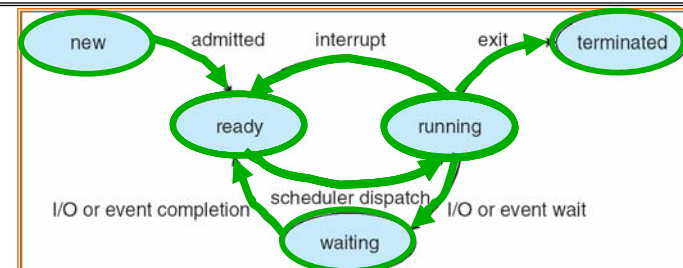 new
admitted
interrupt
exit
terminated
ready
running
scheduler dispatch
I/O or event completion
I/O or event wait
waiting